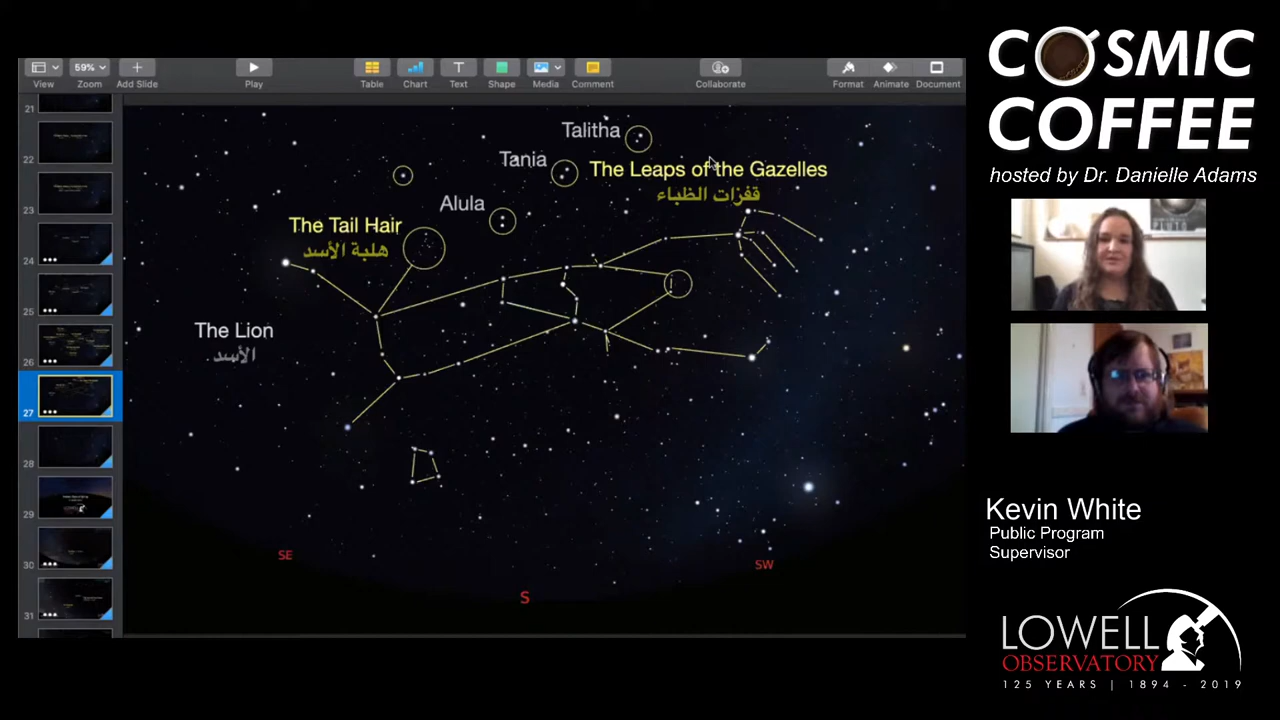 View
59%
Zoom
Add Slide
Play
Table
Chart
Text
Shape
Media
Comment
Collaborate
Format
Animate
Document
21
22
23
24
25
26
27
28
29
30
31
Talitha
Tania
The Leaps of the Gazelles
قفزات الظباء
Alula
The Tail Hair
هلبة الأسد
The Lion
الأسد
SE
S
SW
COSMIC
COFFEE
hosted by Dr. Danielle Adams
Kevin White
Public Program
Supervisor
LOWELL
OBSERVATORY
125 YEARS | 1894 - 2019